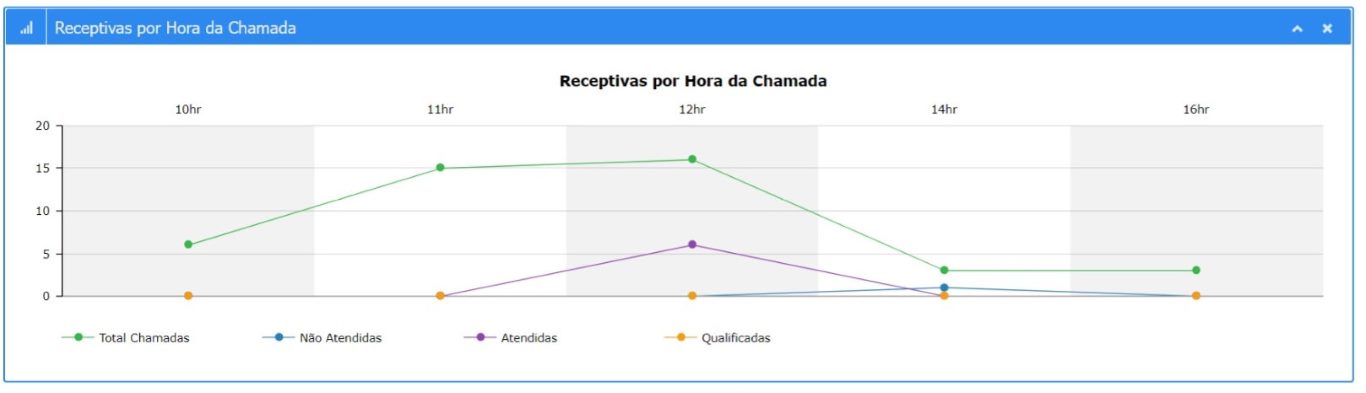 Receptivas por Hora da Chamada
Receptivas por Hora da Chamada
10hr 11hr 12hr 14hr 16hr
20
15
10
5
0
Total Chamadas Não Atendidas Atendidas Qualificadas